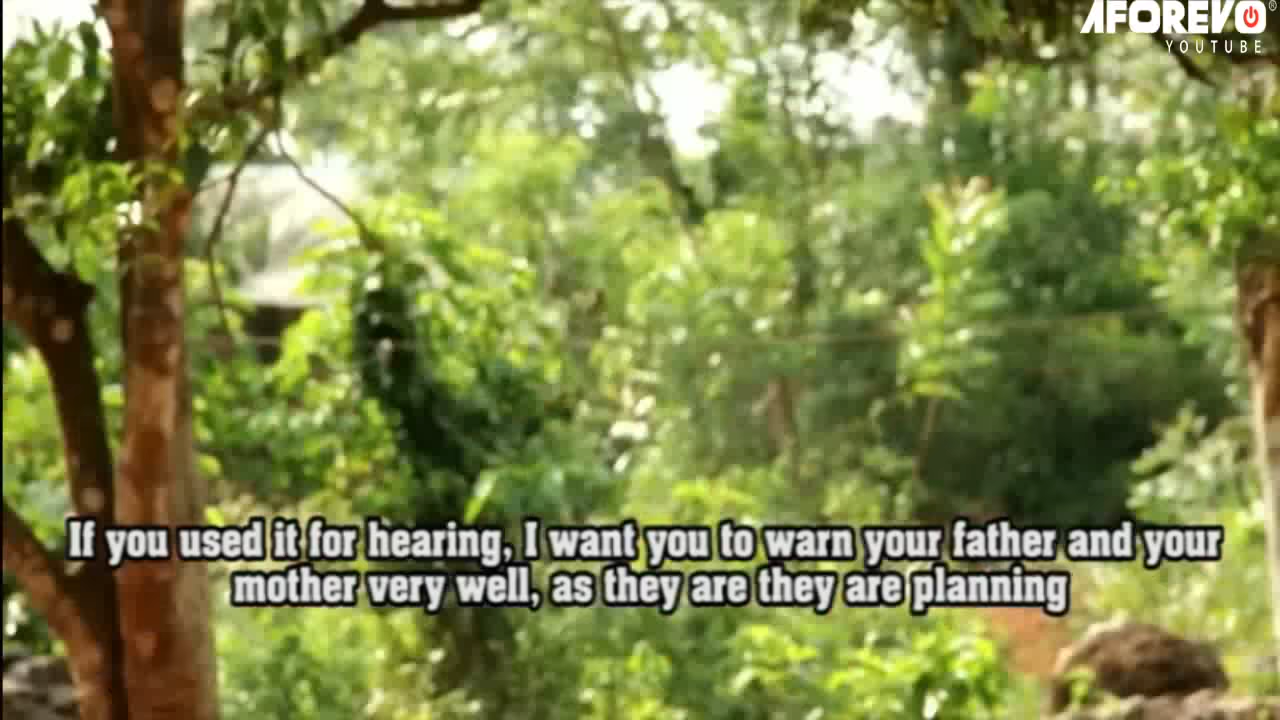 AFOREVO
YOUTUBE
If you used it for hearing, I want you to warn your father and your
mother very well, as they are they are planning